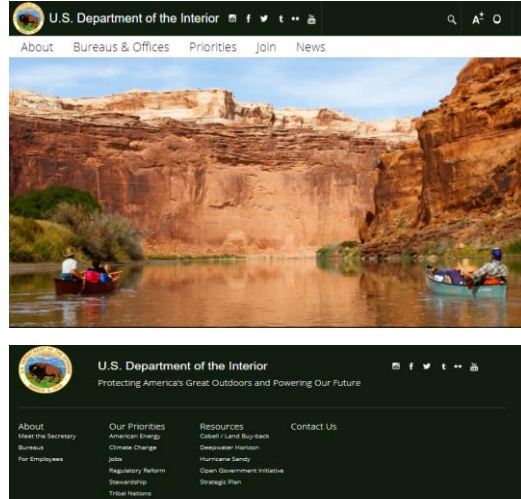 U.S. Department of the Interior
About Bureaus & Offices Priorities Join News
U.S. Department of the Interior
Protecting America's Great Outdoors and Powering Our Future
About Our Priorities Resources Contact Us
Meet the Secretary American Energy Cobell / Land Buy-back
Bureaus Climate Change Deepwater Horizon
For Employees Jobs Hurricane Sandy
Regulatory Reform Open Government Initiative
Stewardship Strategic Plan
Tribal Nations